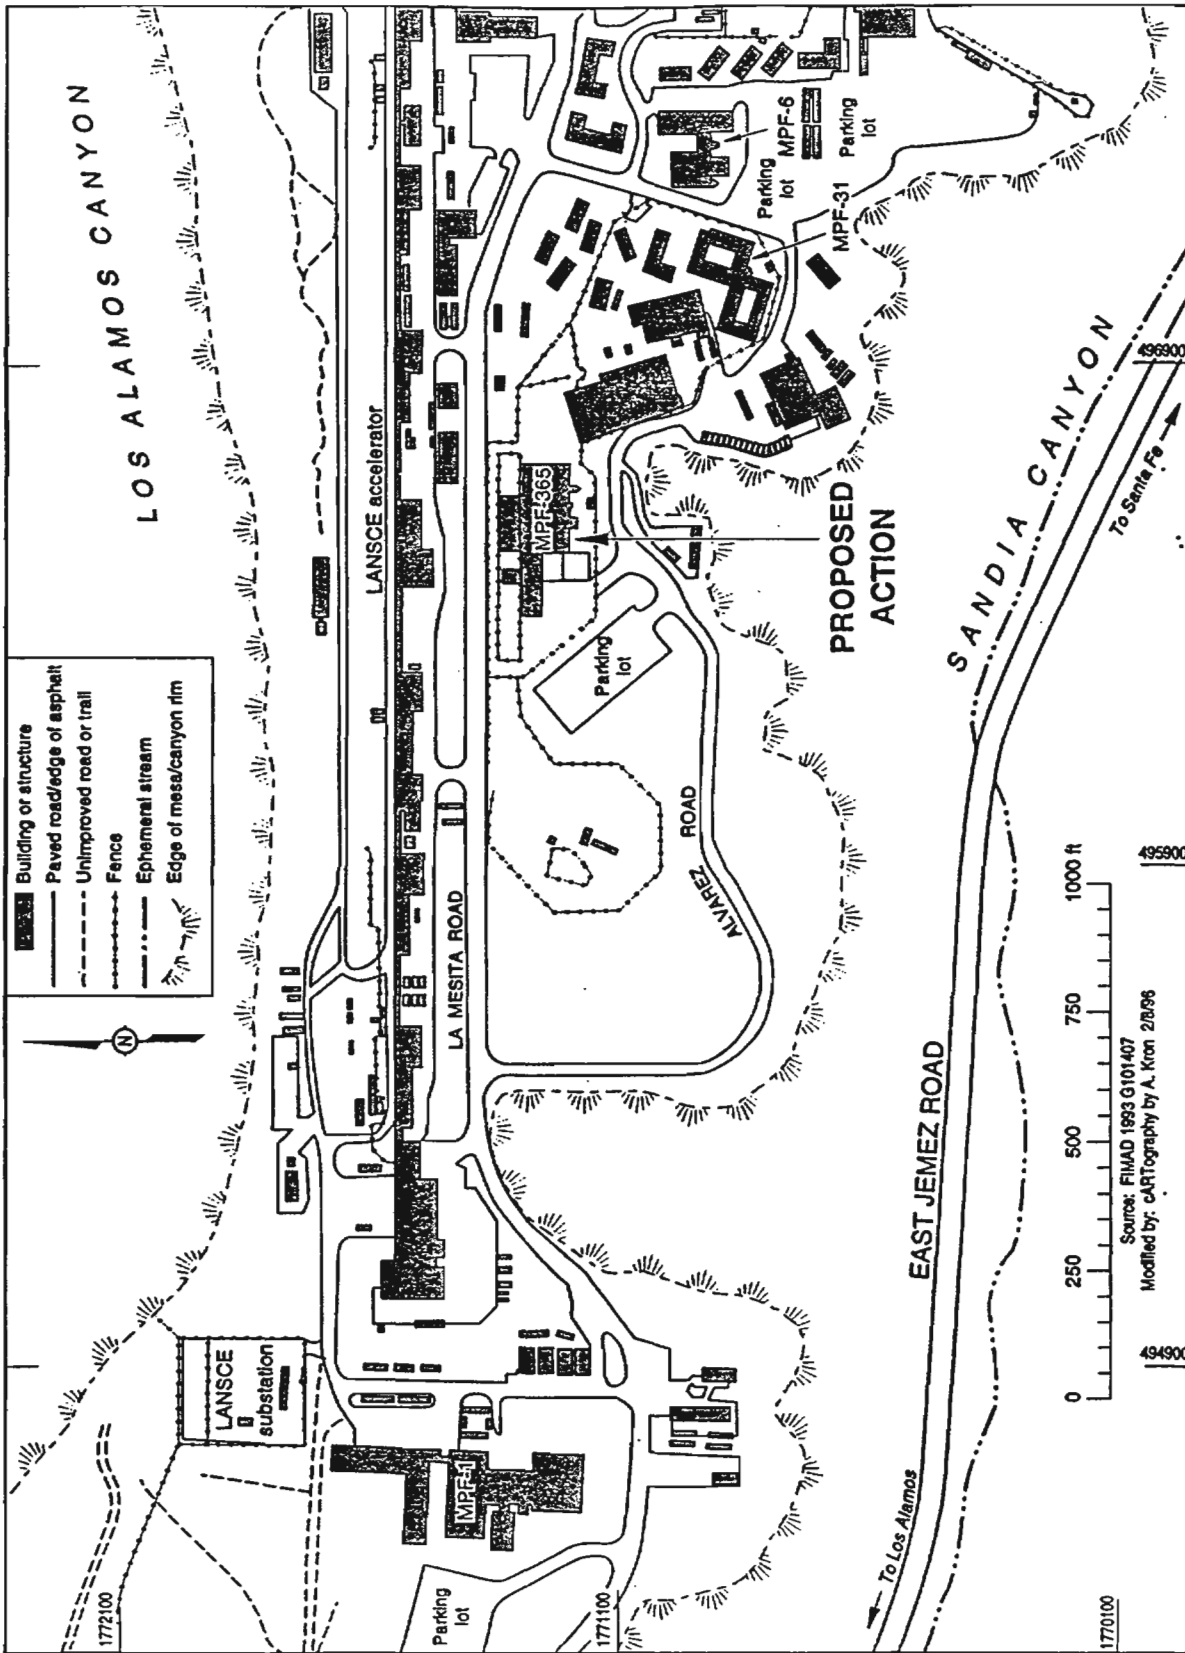 LOS ALAMOS CANYON
Building or structure
Paved road/edge of asphalt
Unimproved road or trail
Fence
Ephemeral stream
Edge of mesa/canyon rim
N
LANSCE
substation
LANSCE accelerator
LA MESITA ROAD
MPF-1
Parking
lot
MPF-365
Parking
lot
ALVAREZ
ROAD
MPF-6
Parking
lot
Parking
lot
MPF-31
PROPOSED
ACTION
SANDIA CANYON
EAST JEMEZ ROAD
To Los Alamos
To Santa Fe
1772100
1771100
1770100
494900
495900
496900
0 250 500 750 1000 ft
Source: FIMAD 1993 G101407
Modified by: cARTography by A. Kron 2/8/96